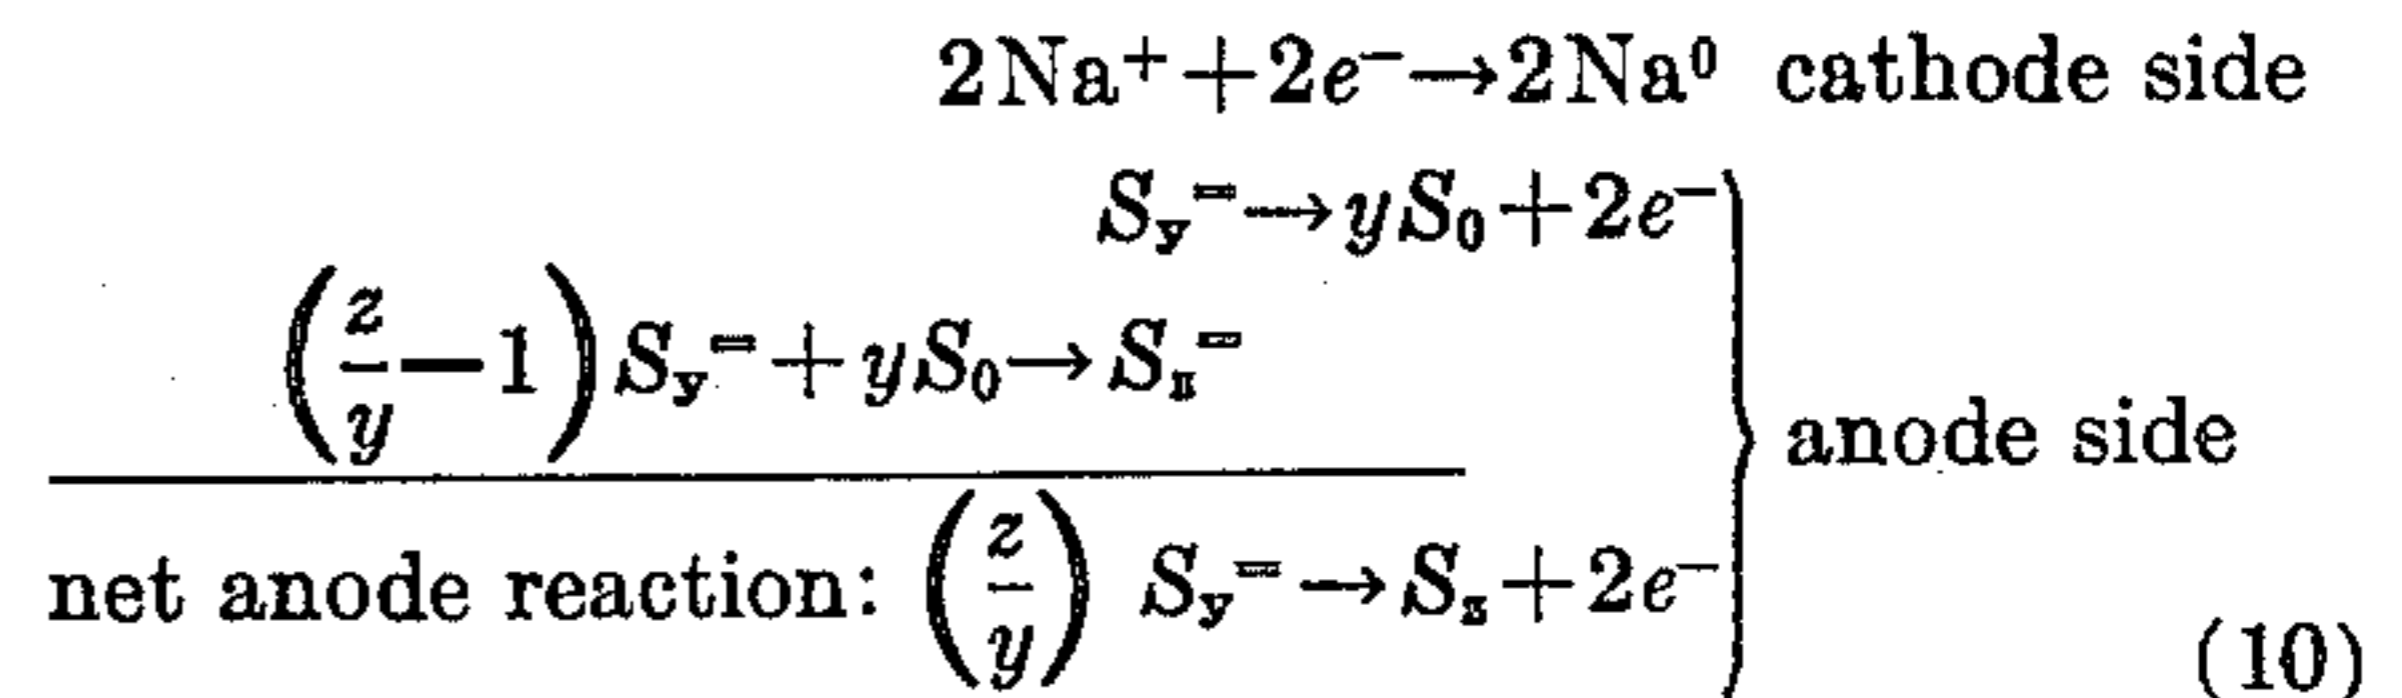 2Na⁺+2e⁻→2Na⁰ cathode side
S_y⁼→yS₀+2e⁻
(z/y−1)S_y⁼+yS₀→S_z⁼
anode side
net anode reaction: (z/y) S_y⁼→S_z+2e⁻
(10)